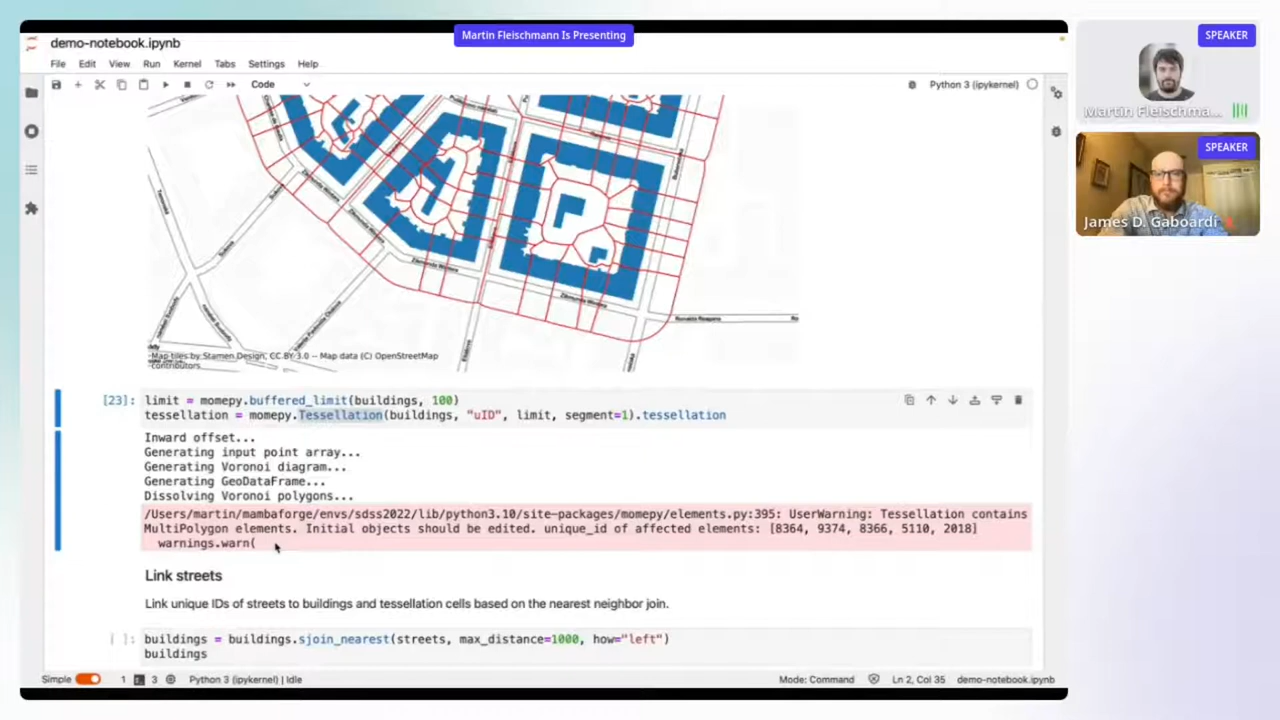 Martin Fleischmann Is Presenting
demo-notebook.ipynb
File Edit View Run Kernel Tabs Settings Help
Code
Python 3 (ipykernel)
Map tiles by Stamen Design, CC BY 3.0 -- Map data (C) OpenStreetMap
contributors
[23]: limit = momepy.buffered_limit(buildings, 100)
tessellation = momepy.Tessellation(buildings, "uID", limit, segment=1).tessellation
Inward offset...
Generating input point array...
Generating Voronoi diagram...
Generating GeoDataFrame...
Dissolving Voronoi polygons...
/Users/martin/mambaforge/envs/sdss2022/lib/python3.10/site-packages/momepy/elements.py:395: UserWarning: Tessellation contains
MultiPolygon elements. Initial objects should be edited. unique_id of affected elements: [8364, 9374, 8366, 5110, 2018]
warnings.warn(
Link streets
Link unique IDs of streets to buildings and tessellation cells based on the nearest neighbor join.
[ ]: buildings = buildings.sjoin_nearest(streets, max_distance=1000, how="left")
buildings
Simple 1 3 Python 3 (ipykernel) | Idle Mode: Command Ln 2, Col 35 demo-notebook.ipynb
SPEAKER
Martin Fleischma...
SPEAKER
James D. Gaboardi